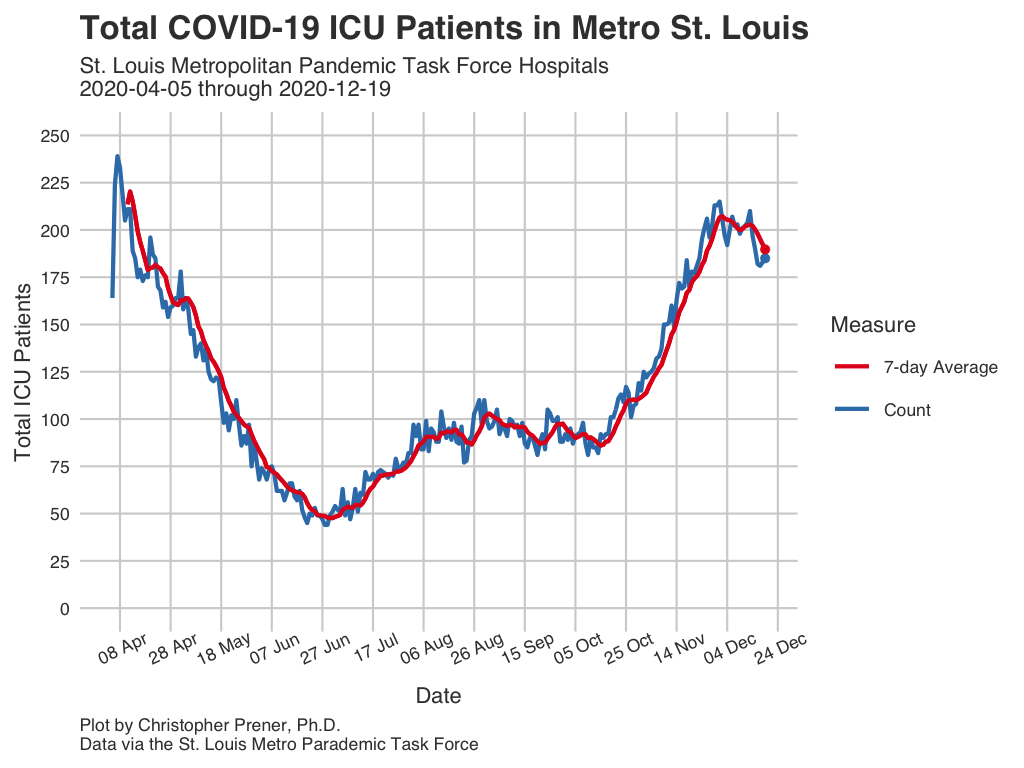 Total COVID-19 ICU Patients in Metro St. Louis
St. Louis Metropolitan Pandemic Task Force Hospitals
2020-04-05 through 2020-12-19
250
225
200
175
150
125
100
75
50
25
0
Total ICU Patients
08 Apr
28 Apr
18 May
07 Jun
27 Jun
17 Jul
06 Aug
26 Aug
15 Sep
05 Oct
25 Oct
14 Nov
04 Dec
24 Dec
Date
Measure
7-day Average
Count
Plot by Christopher Prener, Ph.D.
Data via the St. Louis Metro Parademic Task Force